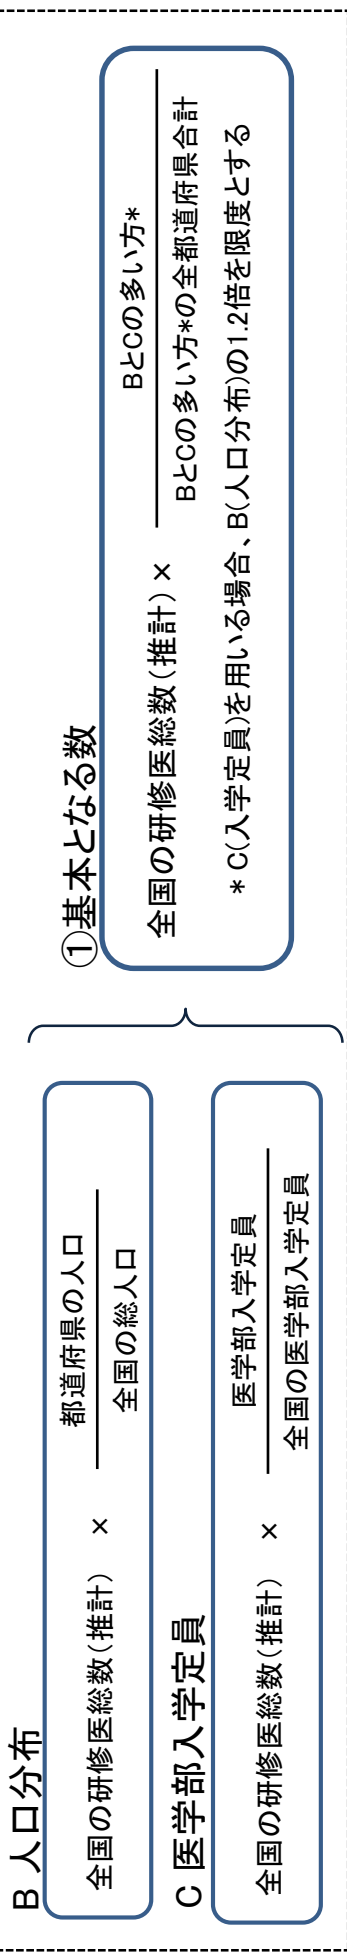 B 人口分布
都道府県の人口
全国の研修医総数(推計) ×
全国の総人口
C 医学部入学定員
医学部入学定員
全国の研修医総数(推計) ×
全国の医学部入学定員
①基本となる数
BとCの多い方*
全国の研修医総数(推計)×
BとCの多い方*の全都道府県合計
*C(入学定員)を用いる場合、B(人口分布)の1.2倍を限度とする